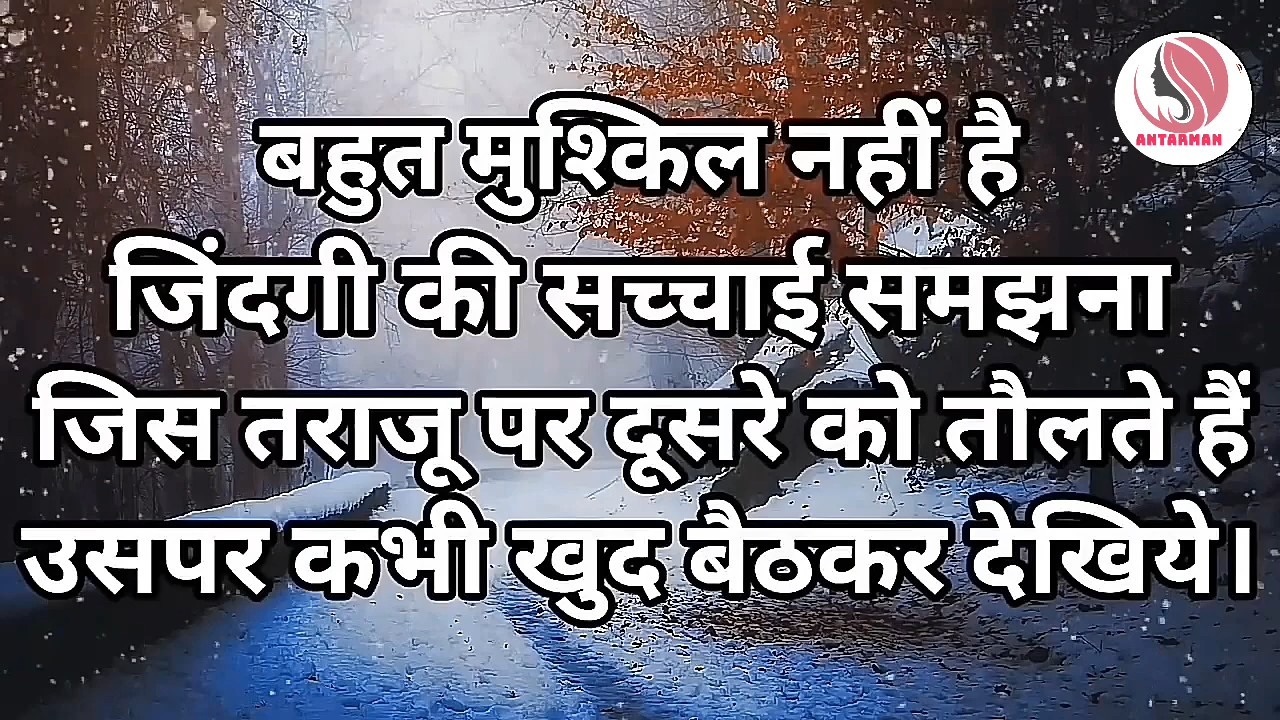 ANTARMAN
बहुत मुश्किल नहीं है
जिंदगी की सच्चाई समझना
जिस तराजू पर दूसरे को तौलते हैं
उसपर कभी खुद बैठकर देखिये।